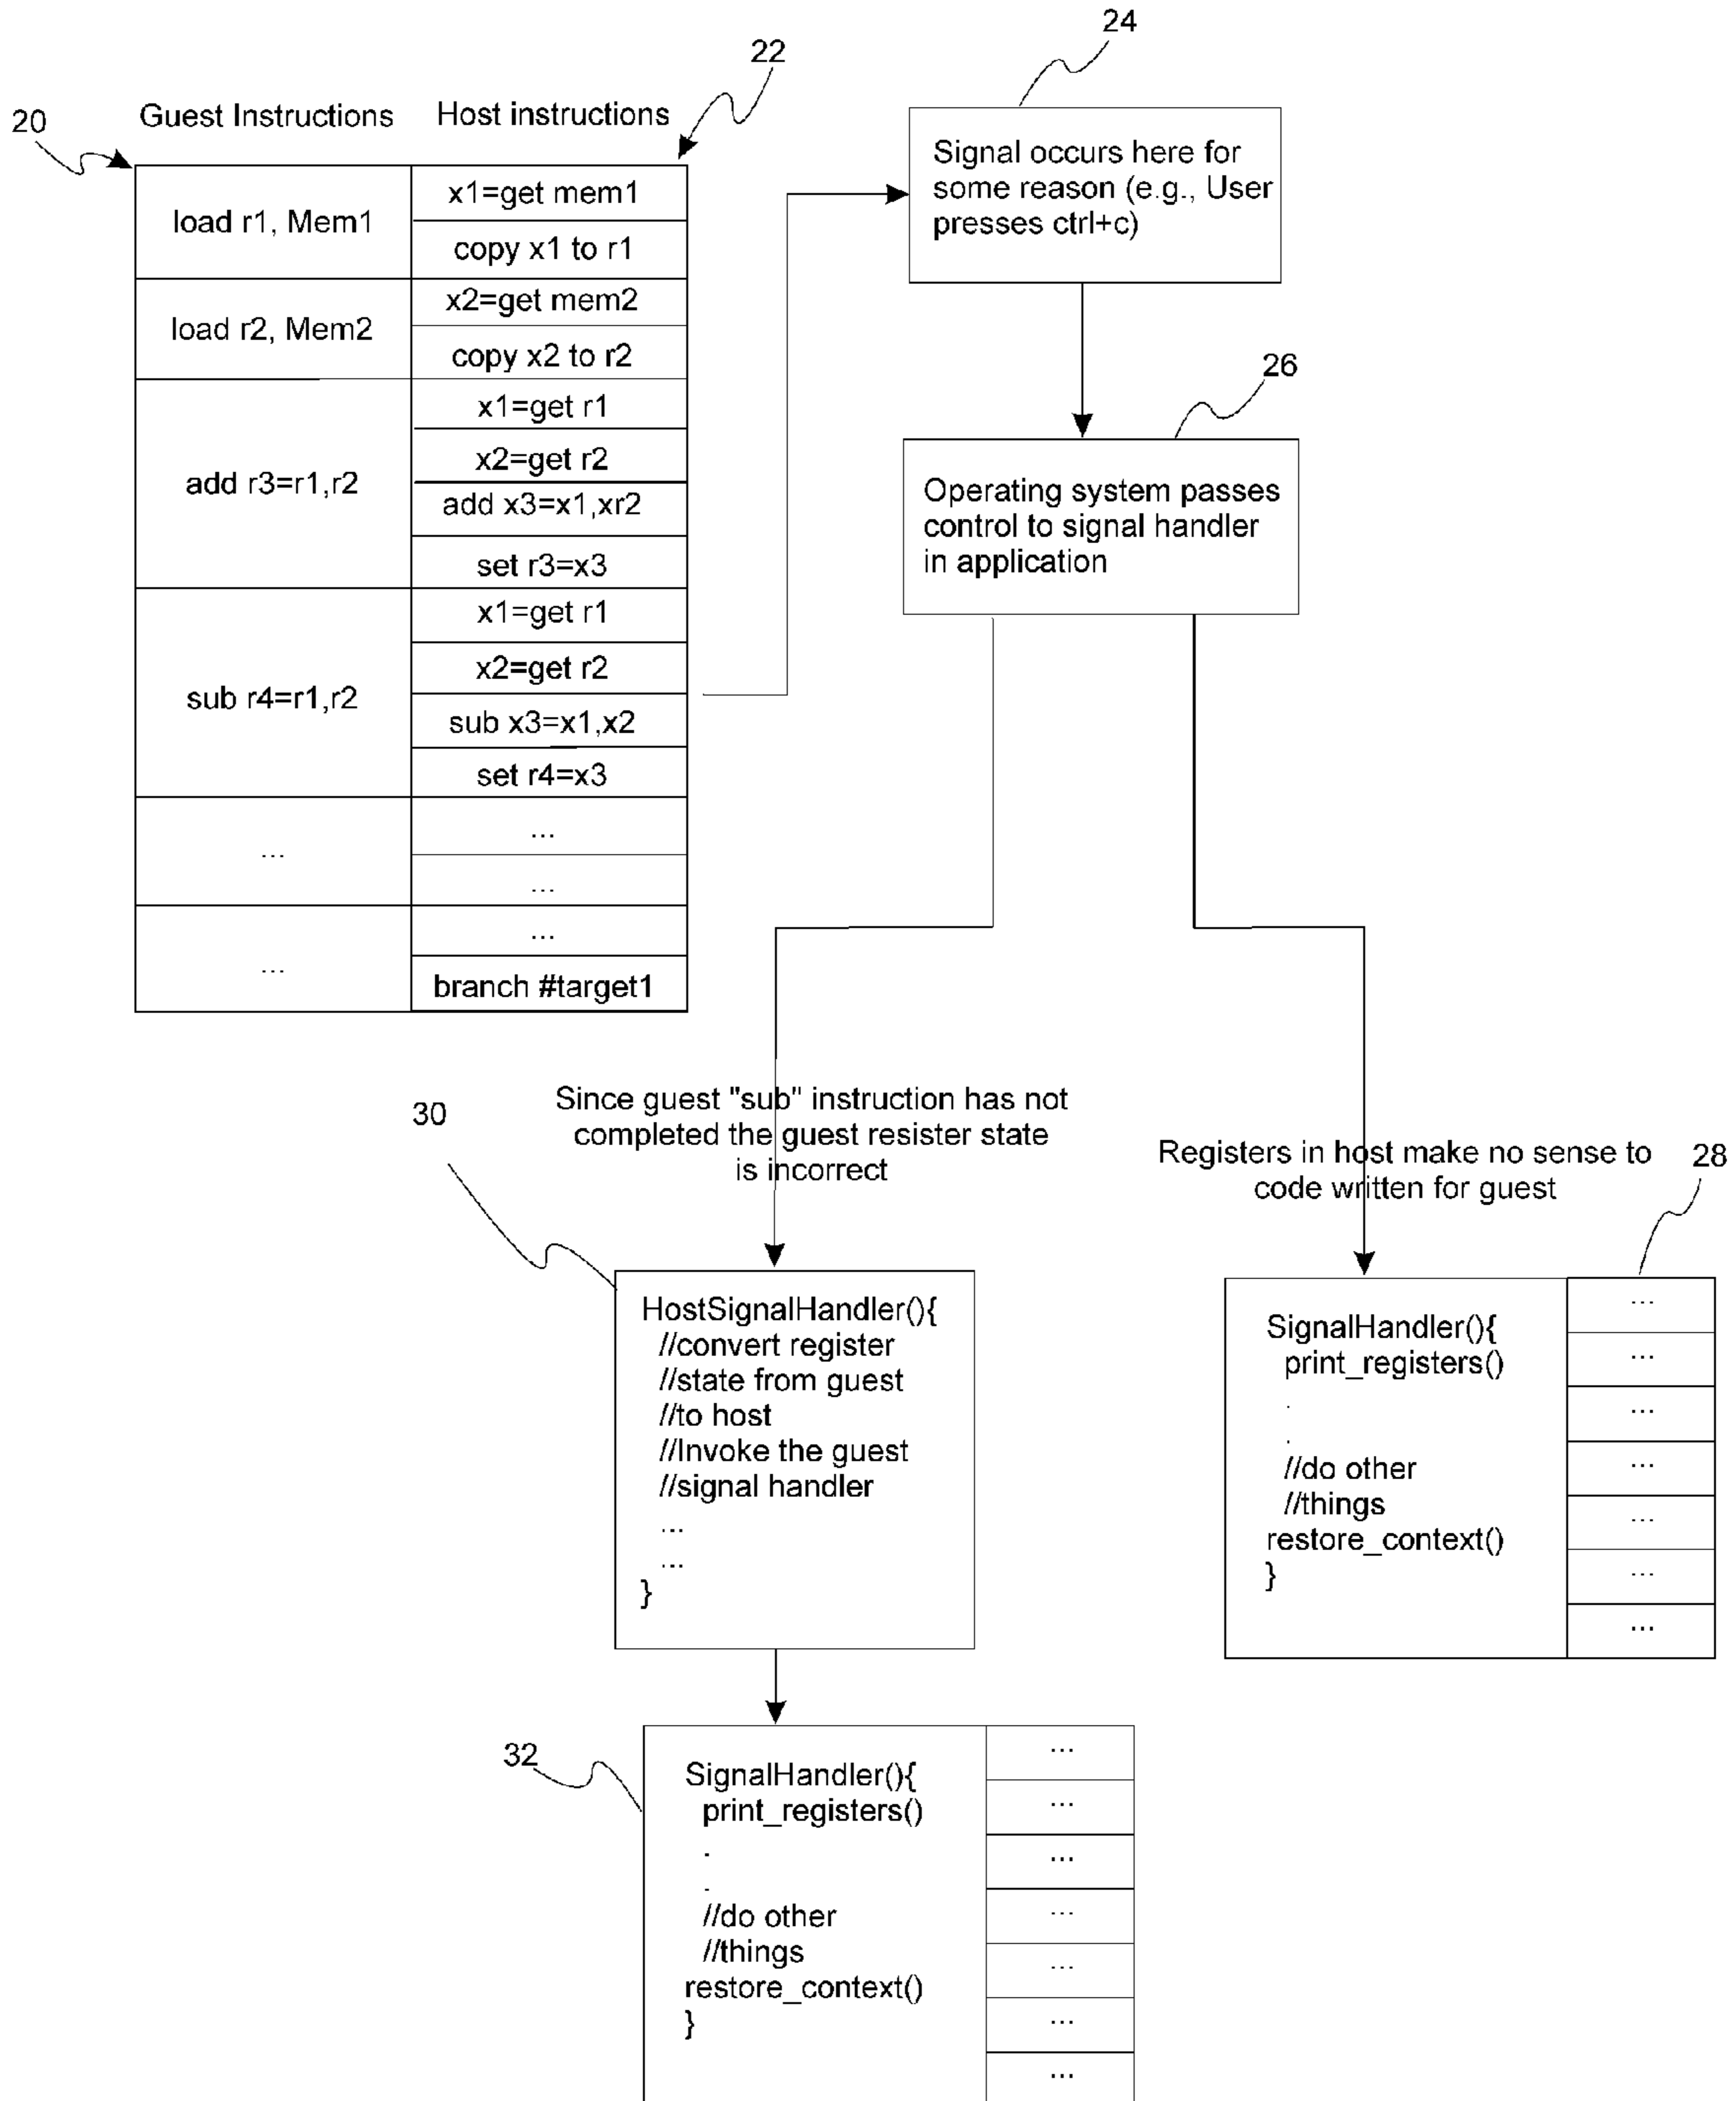 24
22
20
Guest Instructions
Host instructions
load r1, Mem1
x1=get mem1
copy x1 to r1
load r2, Mem2
x2=get mem2
copy x2 to r2
add r3=r1,r2
x1=get r1
x2=get r2
add x3=x1,xr2
set r3=x3
sub r4=r1,r2
x1=get r1
x2=get r2
sub x3=x1,x2
set r4=x3
...
...
...
...
...
branch #target1
Signal occurs here for
some reason (e.g., User
presses ctrl+c)
26
Operating system passes
control to signal handler
in application
30
Since guest "sub" instruction has not
completed the guest resister state
is incorrect
Registers in host make no sense to
code written for guest
28
HostSignalHandler(){
//convert register
//state from guest
//to host
//Invoke the guest
//signal handler
...
...
}
SignalHandler(){
print_registers()
.
.
//do other
//things
restore_context()
}
...
...
...
...
...
...
...
32
SignalHandler(){
print_registers()
.
.
//do other
//things
restore_context()
}
...
...
...
...
...
...
...